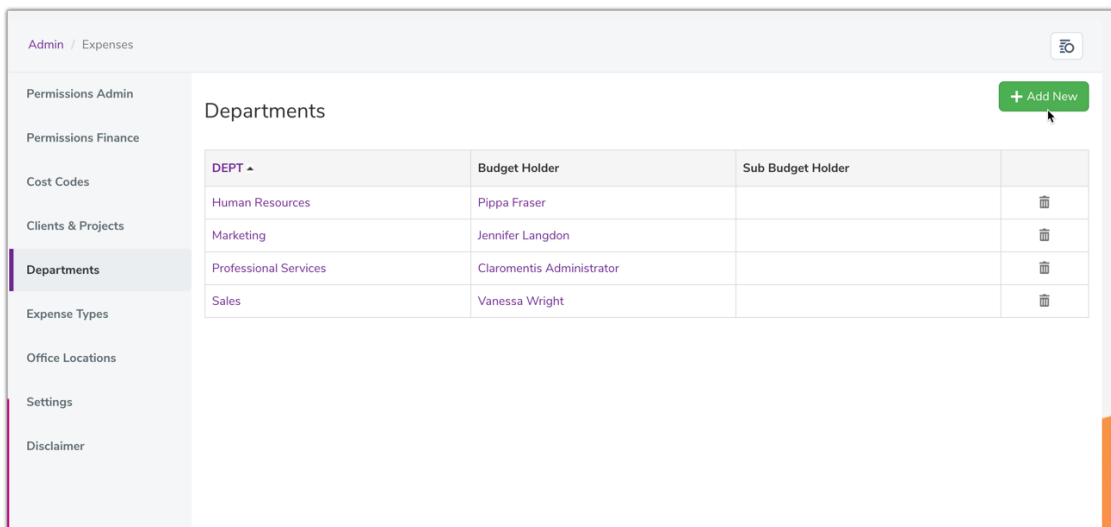 Admin / Expenses
Permissions Admin
Permissions Finance
Cost Codes
Clients & Projects
Departments
Expense Types
Office Locations
Settings
Disclaimer
Departments
+ Add New
DEPT Budget Holder Sub Budget Holder
Human Resources Pippa Fraser
Marketing Jennifer Langdon
Professional Services Claromentis Administrator
Sales Vanessa Wright